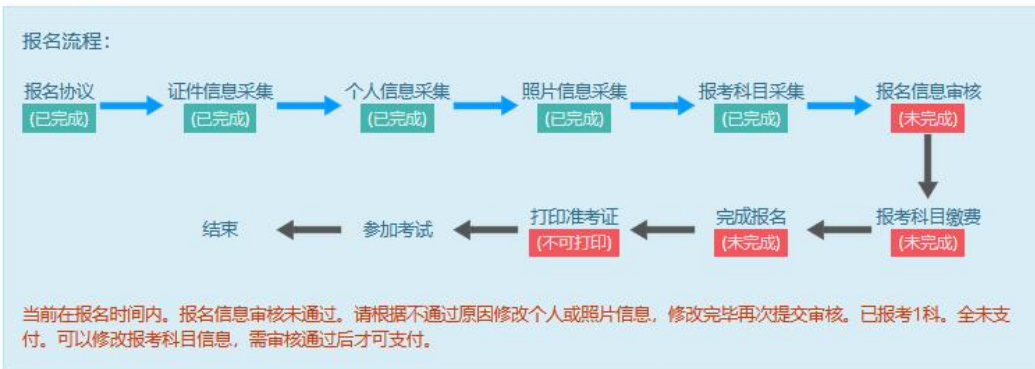 报名流程：
报名协议 证件信息采集 个人信息采集 照片信息采集 报考科目采集 报名信息审核
(已完成) (已完成) (已完成) (已完成) (已完成) (未完成)
结束 参加考试 打印准考证 完成报名 报考科目缴费
(不可打印) (未完成) (未完成)
当前在报名时间内。报名信息审核未通过。请根据不通过原因修改个人或照片信息，修改完毕再次提交审核。已报考1科。全未支
付。可以修改报考科目信息，需审核通过后才可支付。